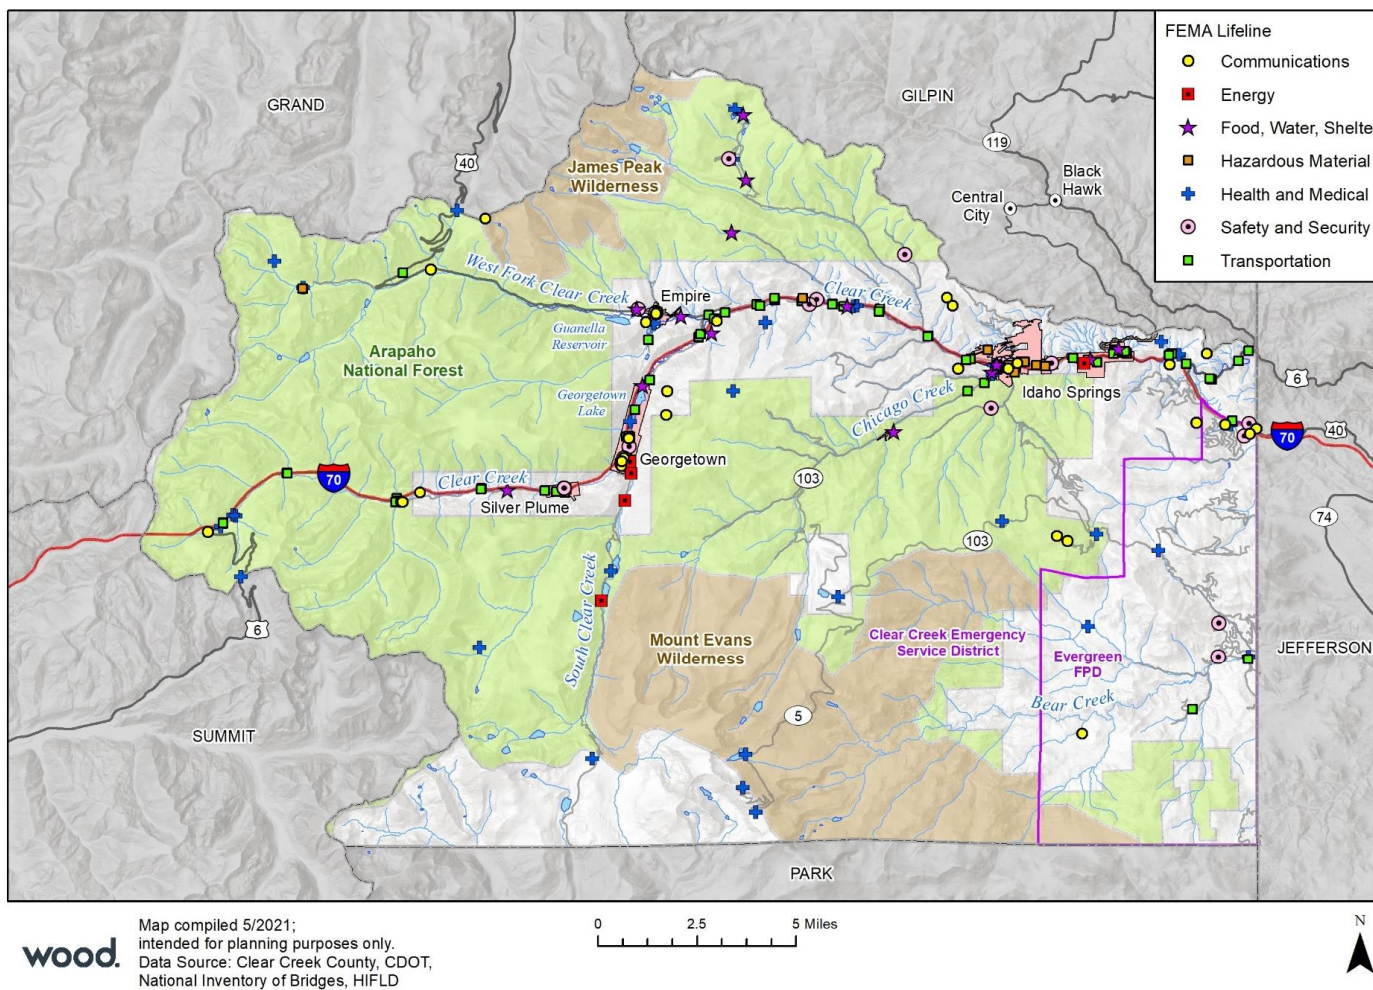 FEMA Lifeline
Communications
Energy
Food, Water, Shelte
Hazardous Material
Health and Medical
Safety and Security
Transportation
GRAND
GILPIN
40
119
Black
Hawk
Central
City
James Peak
Wilderness
West Fork Clear Creek
Empire
Clear Creek
Guanella
Reservoir
Arapaho
National Forest
Georgetown
Lake
Chicago Creek
Idaho Springs
6
40
70
Georgetown
70
Clear Creek
Silver Plume
103
103
74
South Clear Creek
6
Mount Evans
Wilderness
Clear Creek Emergency
Service District
Evergreen
FPD
JEFFERSON
Bear Creek
5
SUMMIT
PARK
wood.
Map compiled 5/2021;
intended for planning purposes only.
Data Source: Clear Creek County, CDOT,
National Inventory of Bridges, HIFLD
0 2.5 5 Miles
N